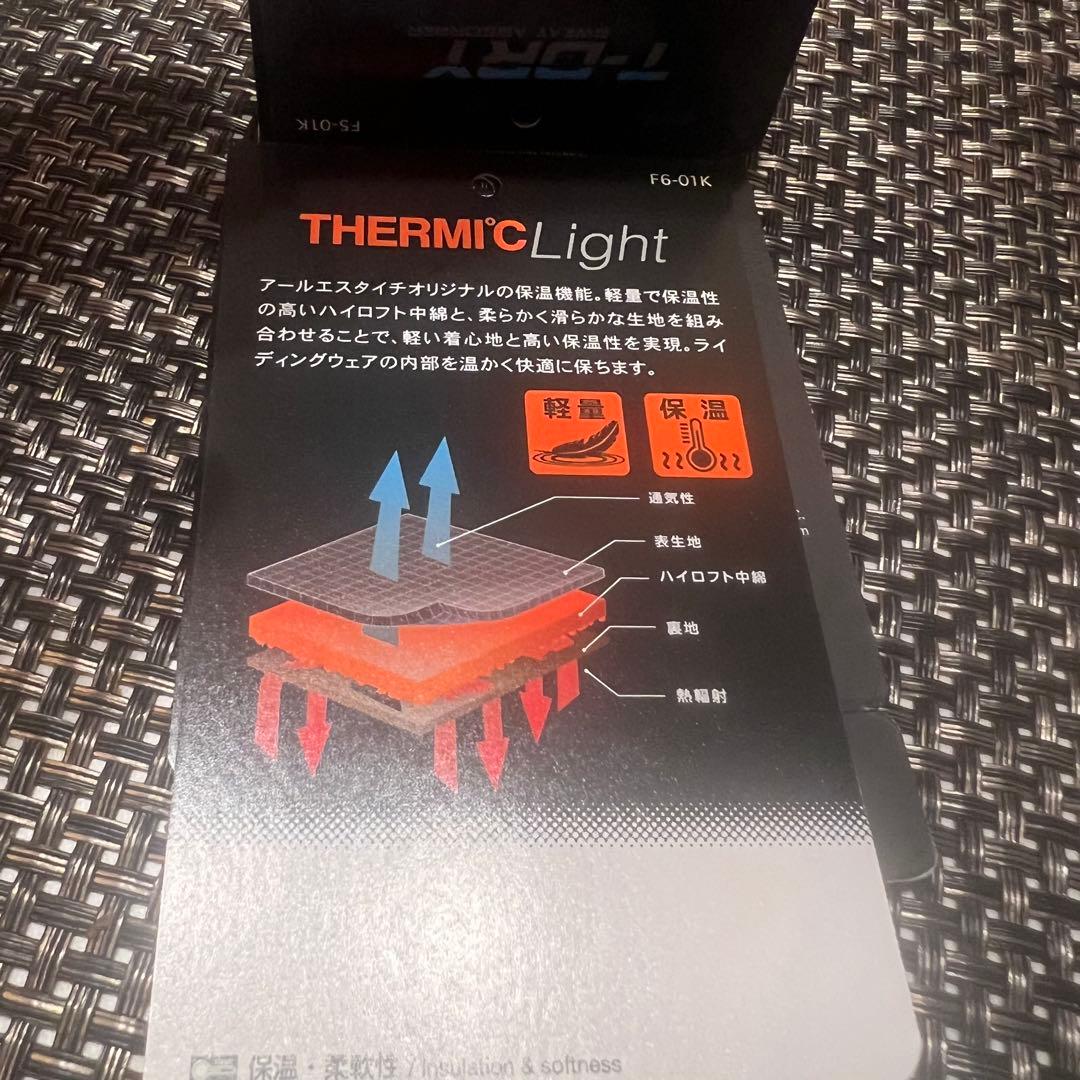 T-DRY
SWEAT ABSORBER
F5-01K
F6-01K
THERMI℃Light
アールエスタイチオリジナルの保温機能。軽量で保温性
の高いハイロフト中綿と、柔らかく滑らかな生地を組み
合わせることで、軽い着心地と高い保温性を実現。ライ
ディングウェアの内部を温かく快適に保ちます。
軽量
保温
通気性
表生地
ハイロフト中綿
裏地
熱輻射
保温・柔軟性 / Insulation & softness